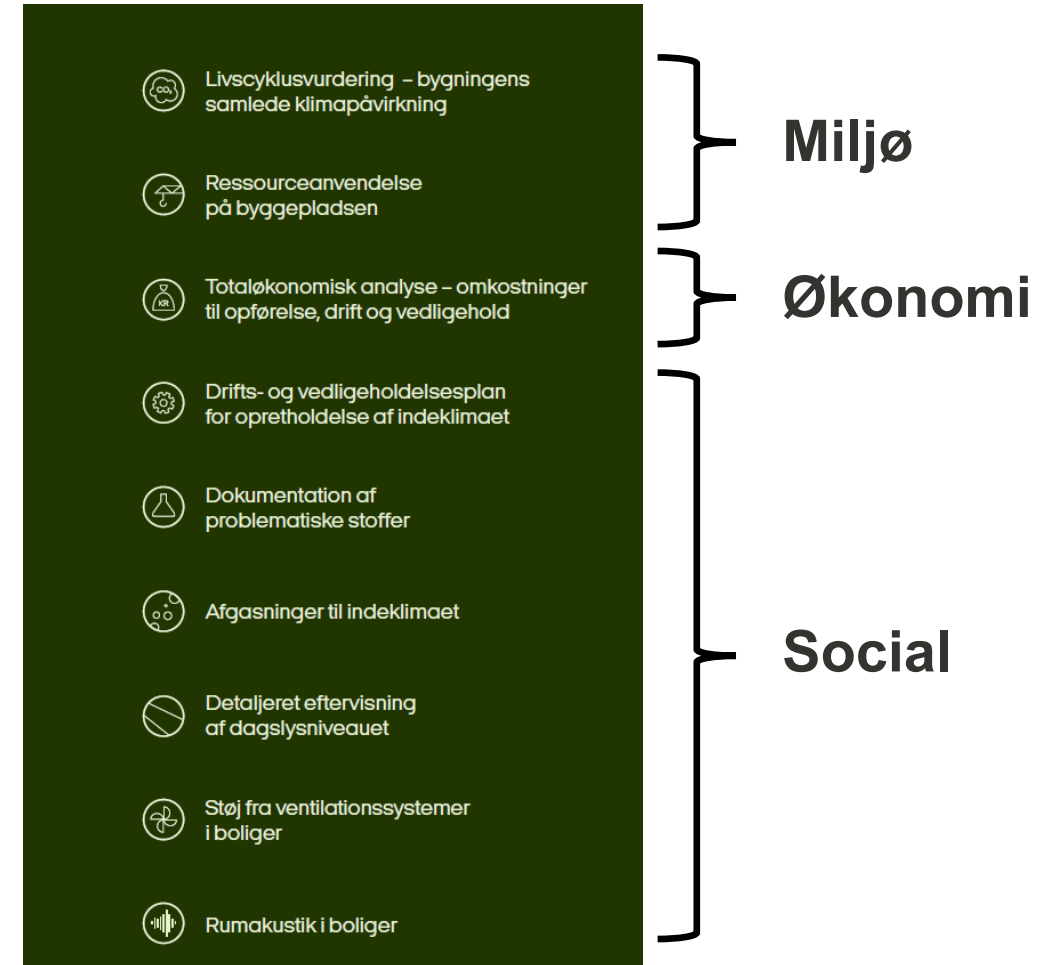 CO₂
Livscyklusvurdering – bygningens
samlede klimapåvirkning
Ressourceanvendelse
på byggepladsen
Miljø
KR
Totaløkonomisk analyse – omkostninger
til opførelse, drift og vedligehold
Økonomi
Drifts- og vedligeholdelsesplan
for opretholdelse af indeklimaet
Dokumentation af
problematiske stoffer
Afgasninger til indeklimaet
Detaljeret eftervisning
af dagslysniveauet
Støj fra ventilationssystemer
i boliger
Rumakustik i boliger
Social